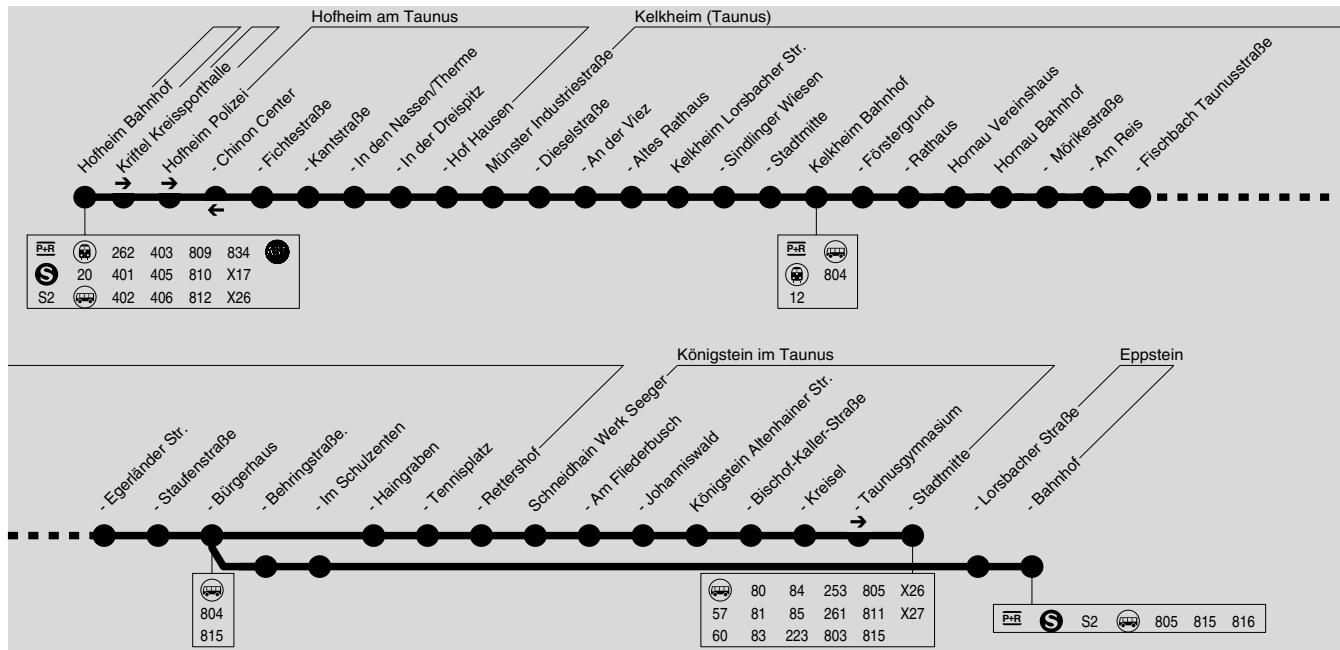 Hofheim am Taunus
Kelkheim (Taunus)
Hofheim Bahnhof
Kriftel Kreissporthalle
Hofheim Polizei
- Chinon Center
- Fichtestraße
- Kantstraße
- In den Nassen/Therme
- In der Dreispitz
- Hof Hausen
Münster Industriestraße
- Dieselstraße
- An der Viez
- Altes Rathaus
Kelkheim Lorsbacher Str.
- Sindlinger Wiesen
- Stadtmitte
Kelkheim Bahnhof
- Förstergrund
- Rathaus
Hornau Vereinshaus
Hornau Bahnhof
- Mörikestraße
- Am Reis
- Fischbach Taunusstraße
P+R 262 403 809 834
S 20 401 405 810 X17
S2 402 406 812 X26
P+R
804
12
Königstein im Taunus
Eppstein
- Egerländer Str.
- Staufenstraße
- Bürgerhaus
- Behringstraße.
- Im Schulzenten
- Haingraben
- Tennisplatz
- Rettershof
Schneidhain Werk Seeger
- Am Fliederbusch
- Johanniswald
Königstein Altenhainer Str.
- Bischof-Kaller-Straße
- Kreisel
- Taunusgymnasium
- Stadtmitte
- Lorsbacher Straße
- Bahnhof
804
815
80 84 253 805 X26
57 81 85 261 811 X27
60 83 223 803 815
P+R S S2 805 815 816